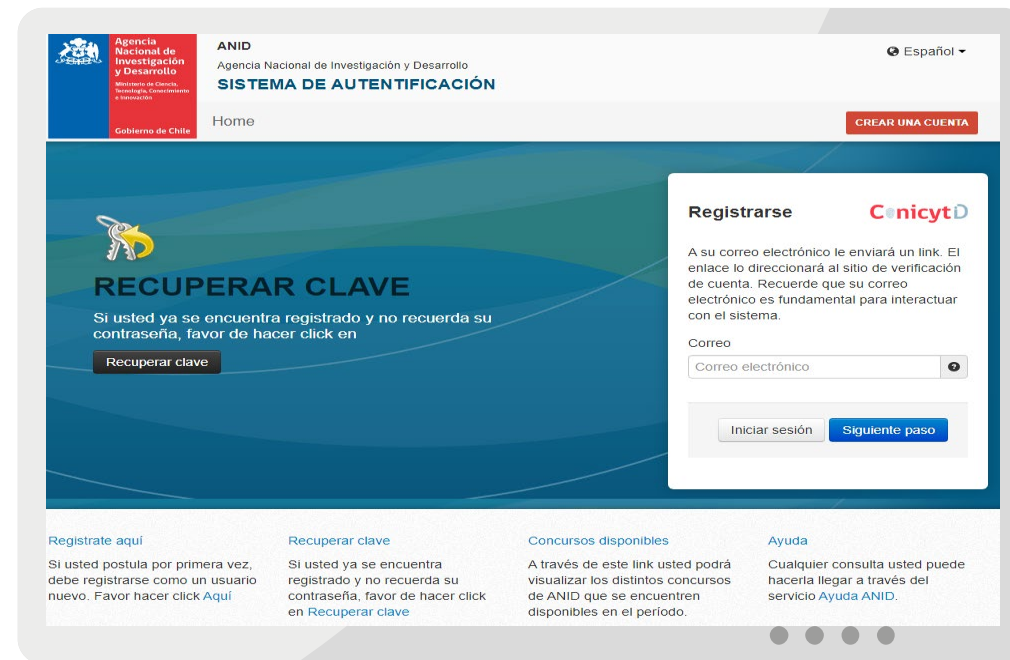 Agencia
Nacional de
Investigación
y Desarrollo
Ministerio de Ciencia,
Tecnología, Conocimiento
e Innovación
Gobierno de Chile
ANID
Agencia Nacional de Investigación y Desarrollo
SISTEMA DE AUTENTIFICACIÓN
Español
Home
CREAR UNA CUENTA
RECUPERAR CLAVE
Si usted ya se encuentra registrado y no recuerda su
contraseña, favor de hacer click en
Recuperar clave
Registrarse
ConicytID
A su correo electrónico le enviará un link. El
enlace lo direccionará al sitio de verificación
de cuenta. Recuerde que su correo
electrónico es fundamental para interactuar
con el sistema.
Correo
Correo electrónico
?
Iniciar sesión
Siguiente paso
Registrate aquí
Si usted postula por primera vez,
debe registrarse como un usuario
nuevo. Favor hacer click Aquí
Recuperar clave
Si usted ya se encuentra
registrado y no recuerda su
contraseña, favor de hacer click
en Recuperar clave
Concursos disponibles
A través de este link usted podrá
visualizar los distintos concursos
de ANID que se encuentren
disponibles en el período.
Ayuda
Cualquier consulta usted puede
hacerla llegar a través del
servicio Ayuda ANID.